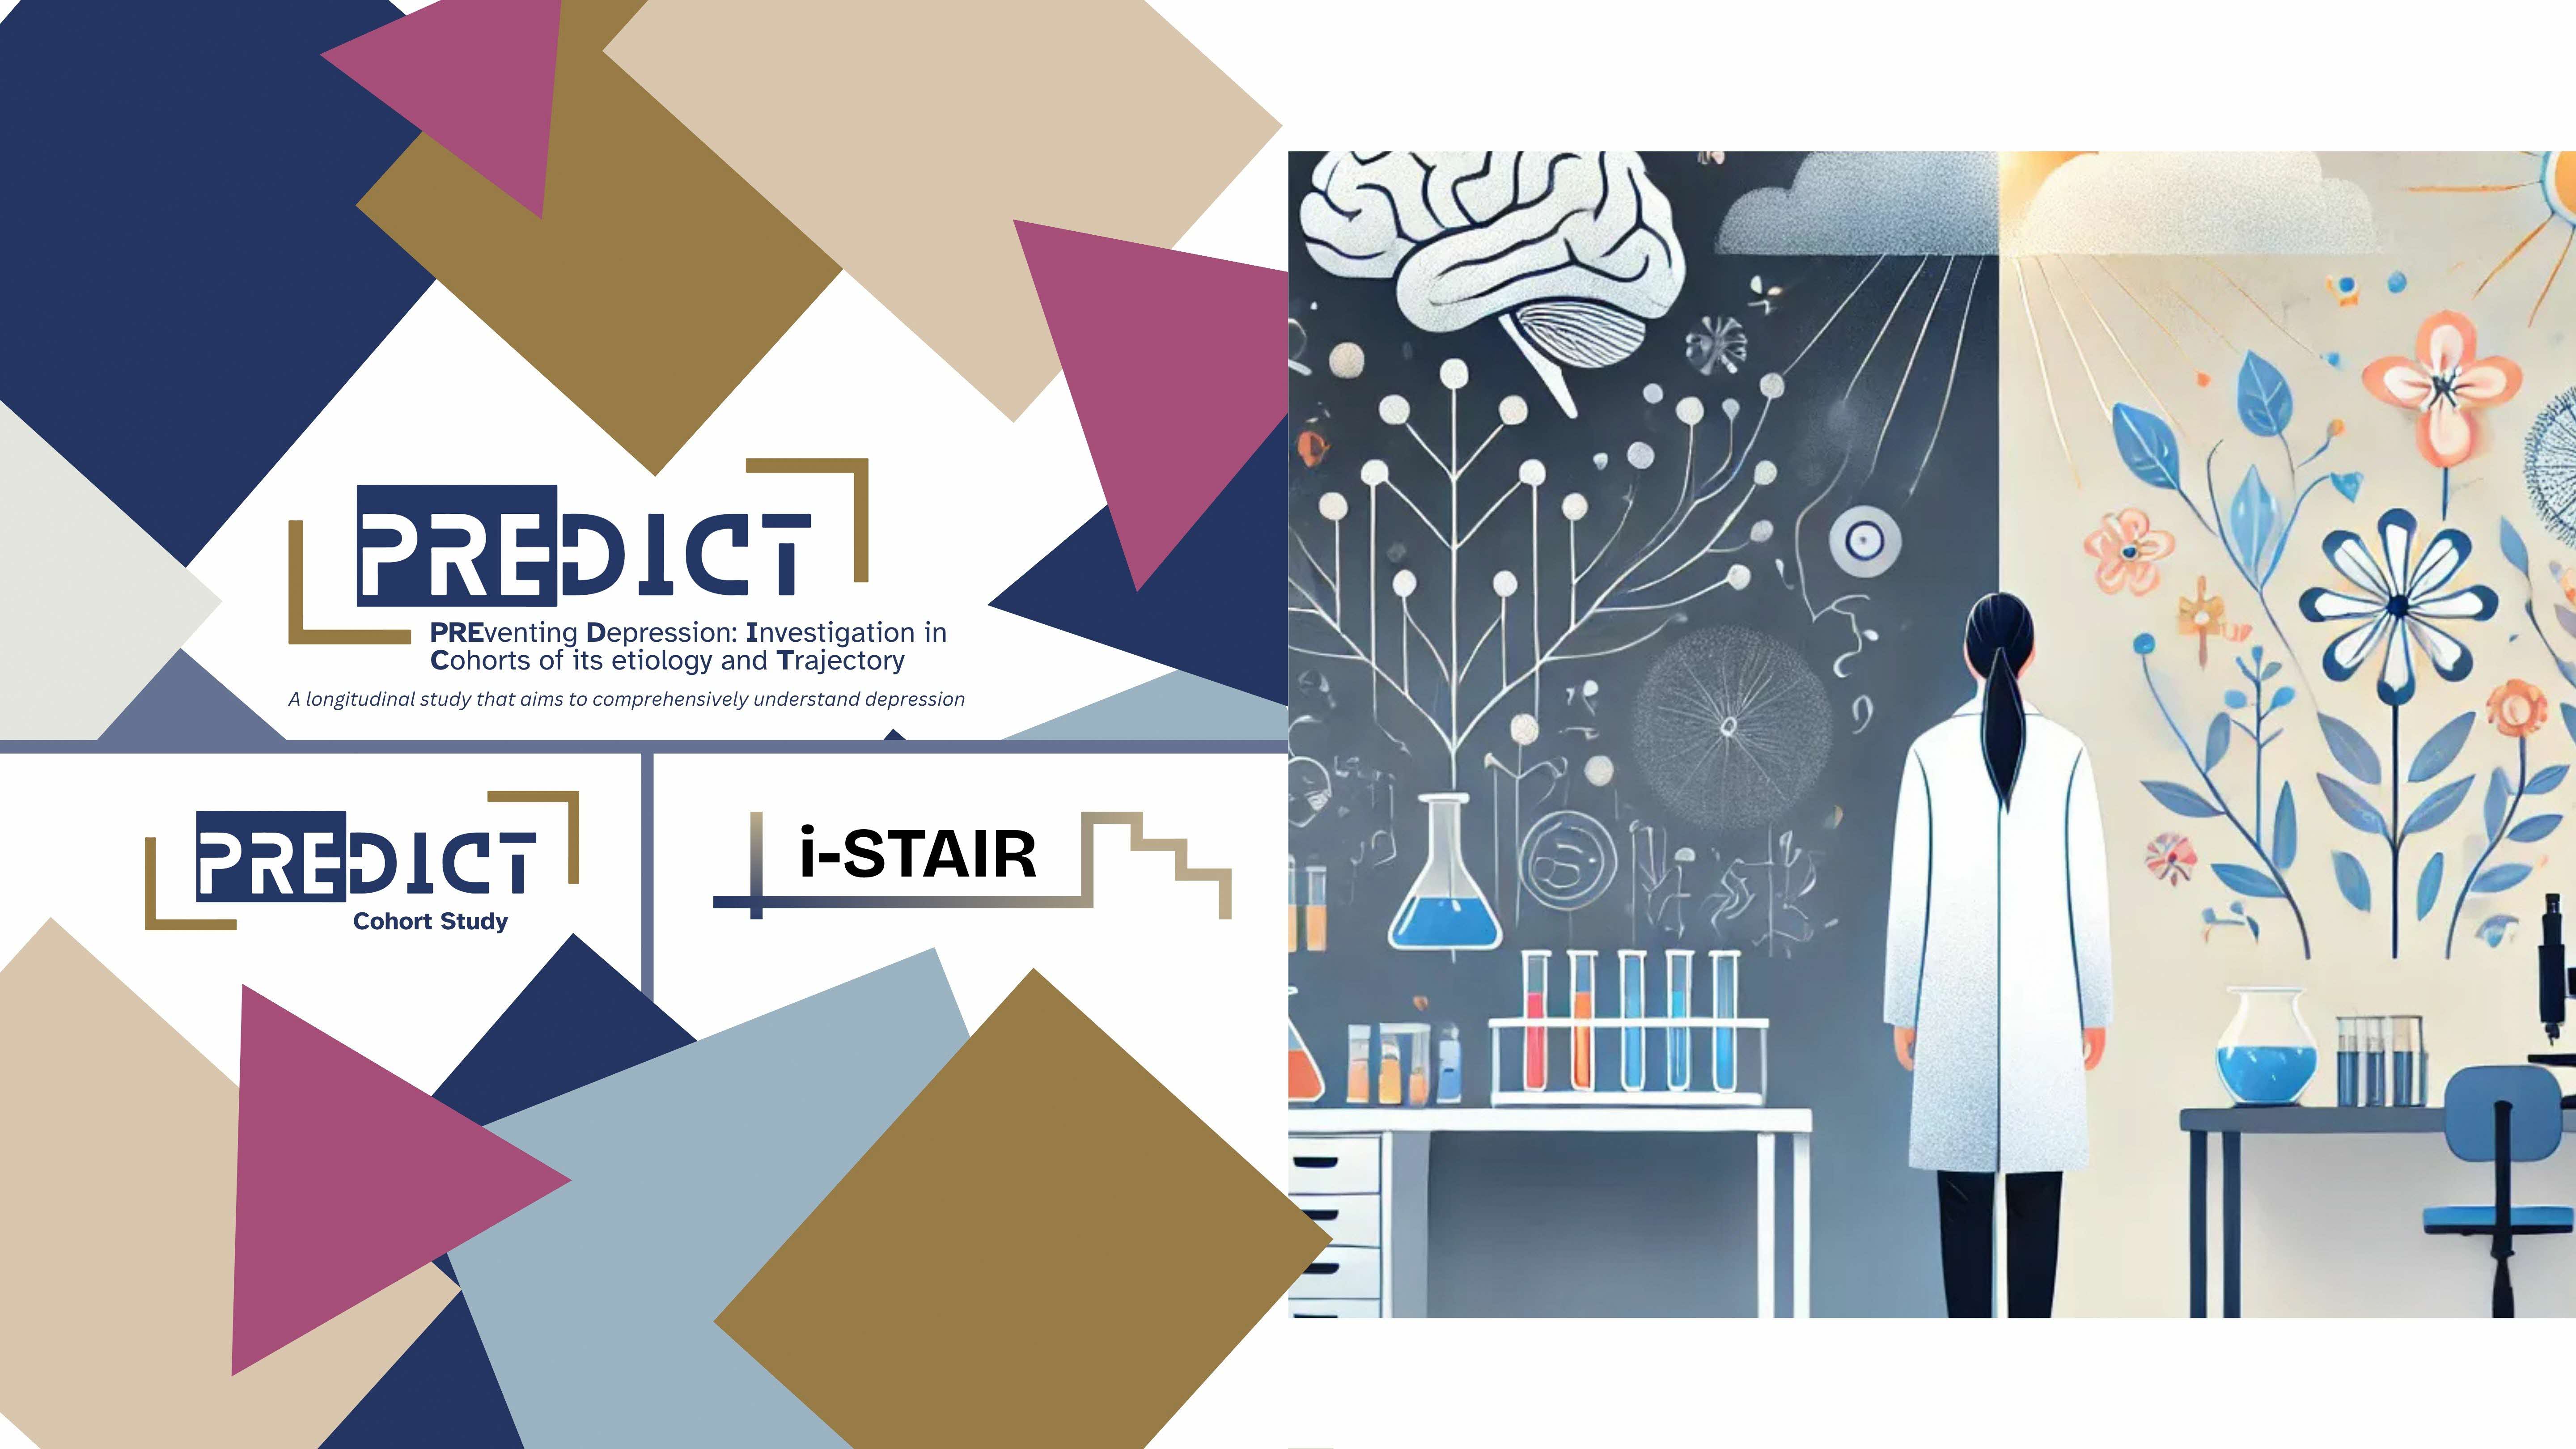 PREDICT
PREventing Depression: Investigation in
Cohorts of its etiology and Trajectory
A longitudinal study that aims to comprehensively understand depression
PREDICT
Cohort Study
i-STAIR